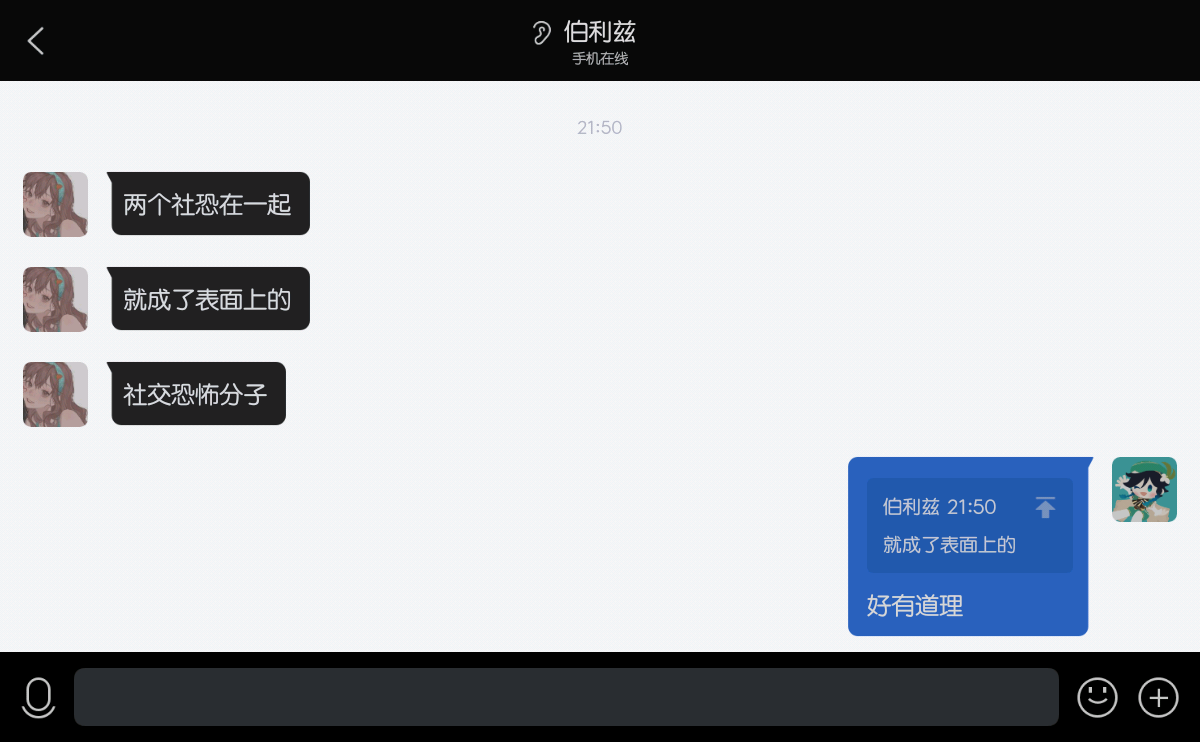 伯利兹
手机在线
21:50
两个社恐在一起
就成了表面上的
社交恐怖分子
伯利兹 21:50
就成了表面上的
好有道理